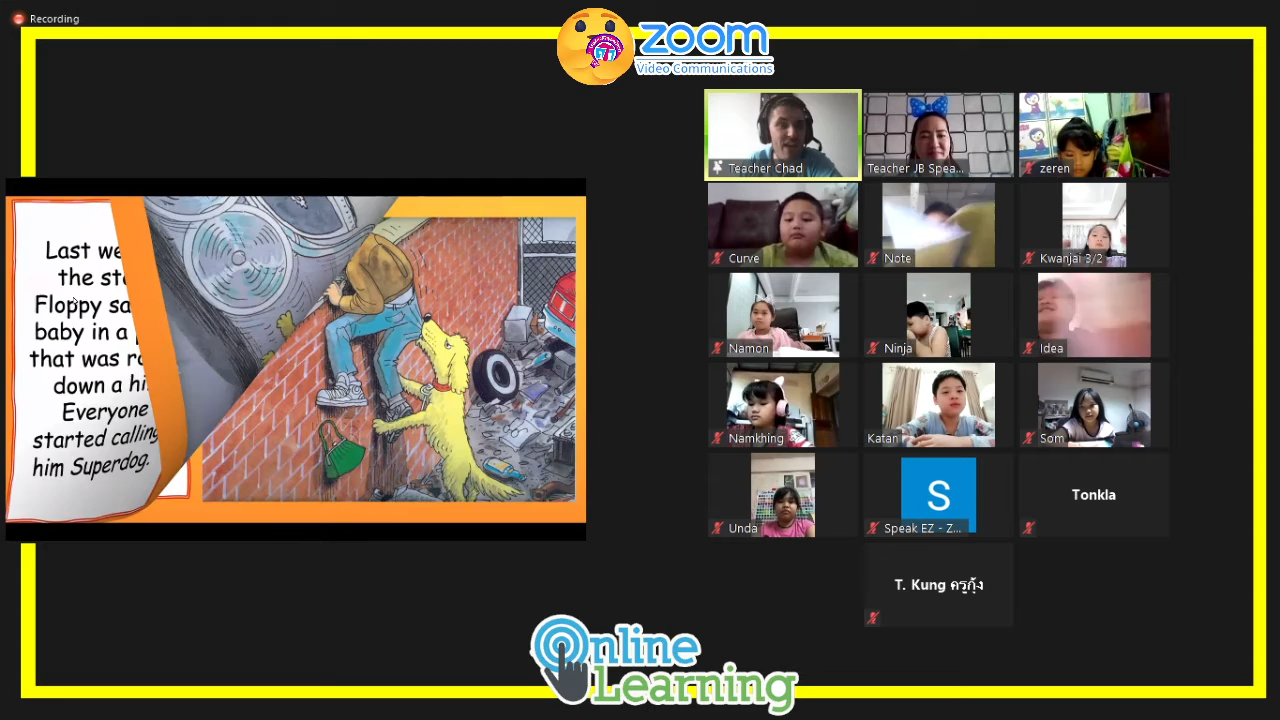 Recording
zoom
Video Communications
Teacher Chad
Teacher JB Spea...
zeren
Curve
Note
Kwanjai 3/2
Namon
Ninja
Idea
Namkhing
Katan
Som
Unda
S
Speak EZ - Z...
Tonkla
T. Kung ครูกุ้ง
Last we
the sto
Floppy sa
baby in a
that was ro
down a hi
Everyone
started calling
him Superdog.
Online
Learning